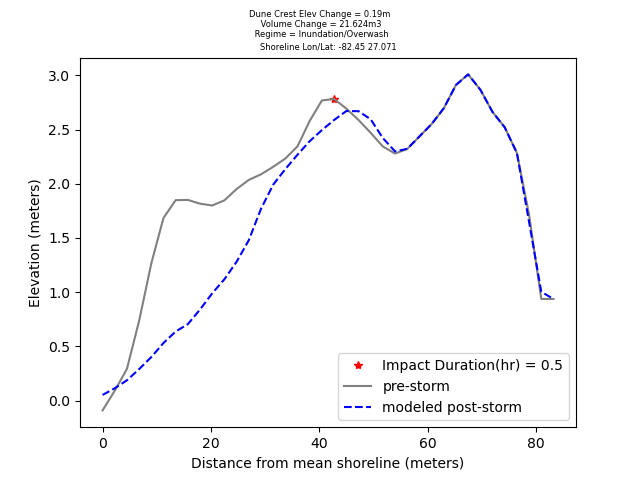 Dune Crest Elev Change = 0.19m
Volume Change = 21.624m3
Regime = Inundation/Overwash
Shoreline Lon/Lat: -82.45 27.071
3.0
2.5
2.0
1.5
1.0
0.5
0.0
Elevation (meters)
Impact Duration(hr) = 0.5
pre-storm
modeled post-storm
0 20 40 60 80
Distance from mean shoreline (meters)